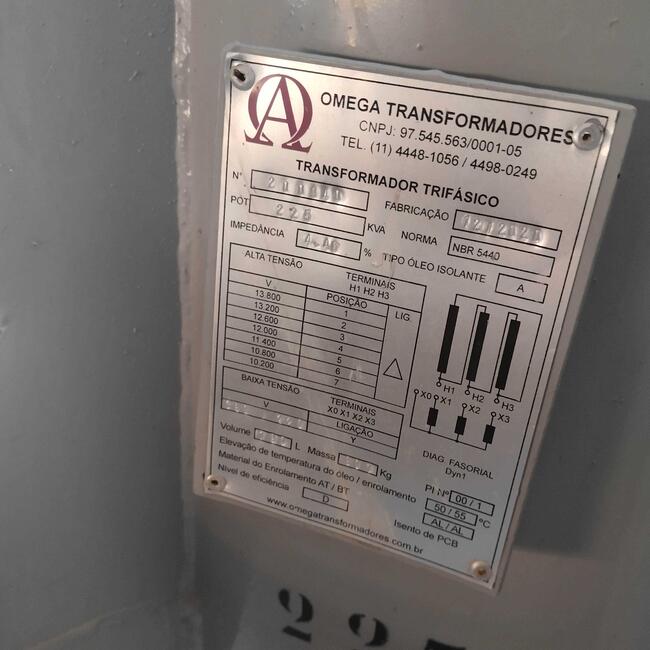 OMEGA TRANSFORMADORES
CNPJ: 97.545.563/0001-05
TEL. (11) 4448-1056 / 4498-0249
TRANSFORMADOR TRIFÁSICO
Nº. FABRICAÇÃO
POT 225 KVA NORMA NBR 5440
IMPEDÂNCIA % TIPO ÓLEO ISOLANTE A
ALTA TENSÃO TERMINAIS
H1 H2 H3
V POSIÇÃO LIG.
13.800 1
13.200 2
12.600 3
12.000 4
11.400 5
10.800 6
10.200 7
BAIXA TENSÃO TERMINAIS
X0 X1 X2 X3
V LIGAÇÃO
Y
H1 H2 H3
X0 X1 X2 X3
DIAG. FASORIAL
Dyn1
Volume L Massa Kg
PI Nº 00 / 1
Elevação de temperatura do óleo / enrolamento 50 / 55 ºC
Material do Enrolamento AT / BT AL / AL
Nível de eficiência D Isento de PCB
www.omegatransformadores.com.br